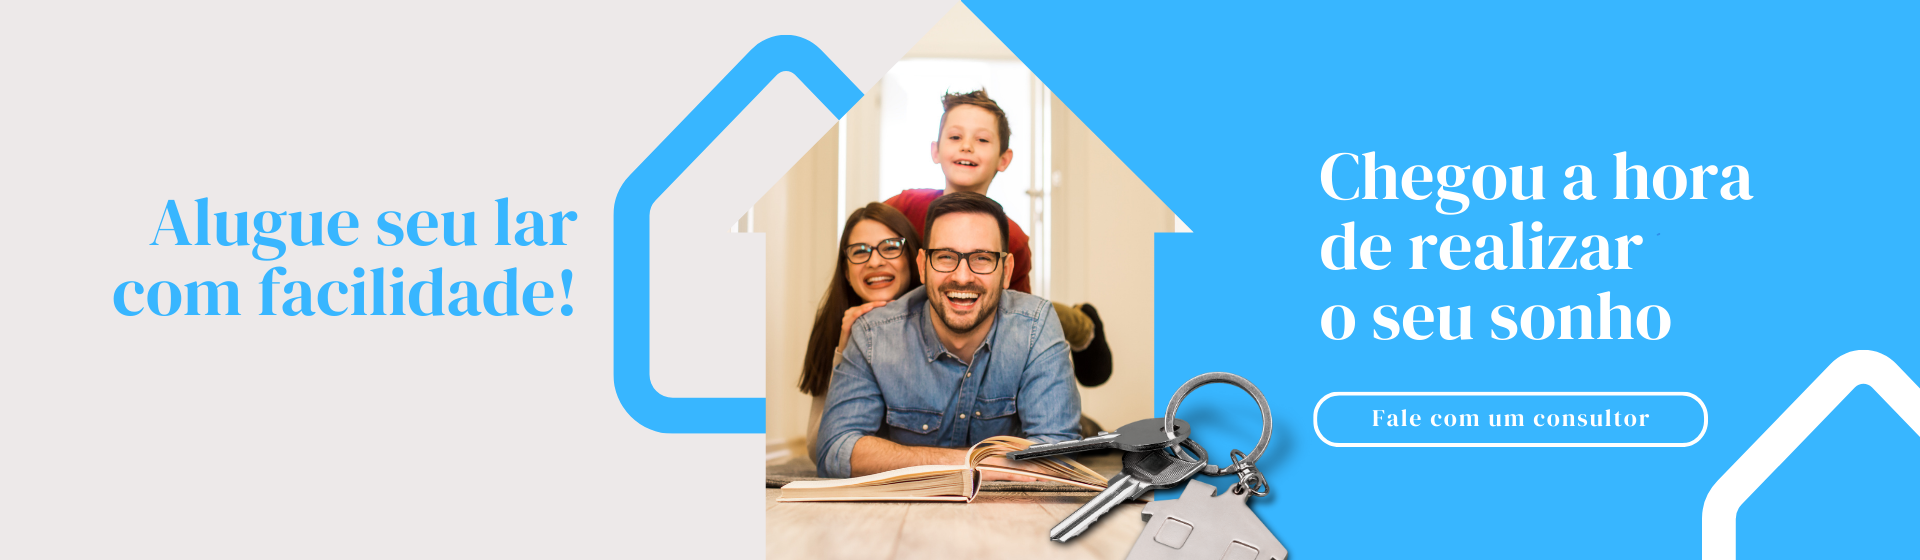 Alugue seu lar
com facilidade!
Chegou a hora
de realizar
o seu sonho
Fale com um consultor